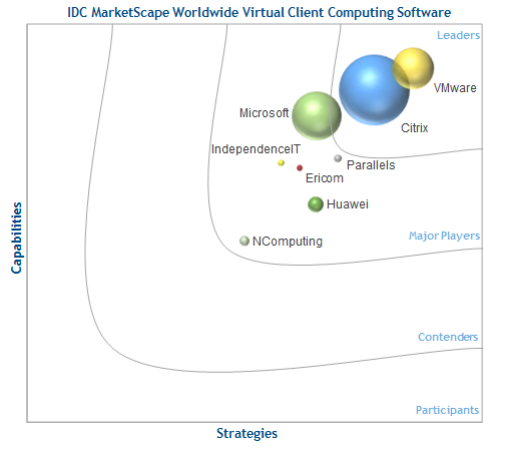 IDC MarketScape Worldwide Virtual Client Computing Software
Leaders
VMware
Microsoft
Citrix
IndependenceIT
Parallels
Ericom
Huawei
Major Players
NComputing
Capabilities
Contenders
Participants
Strategies